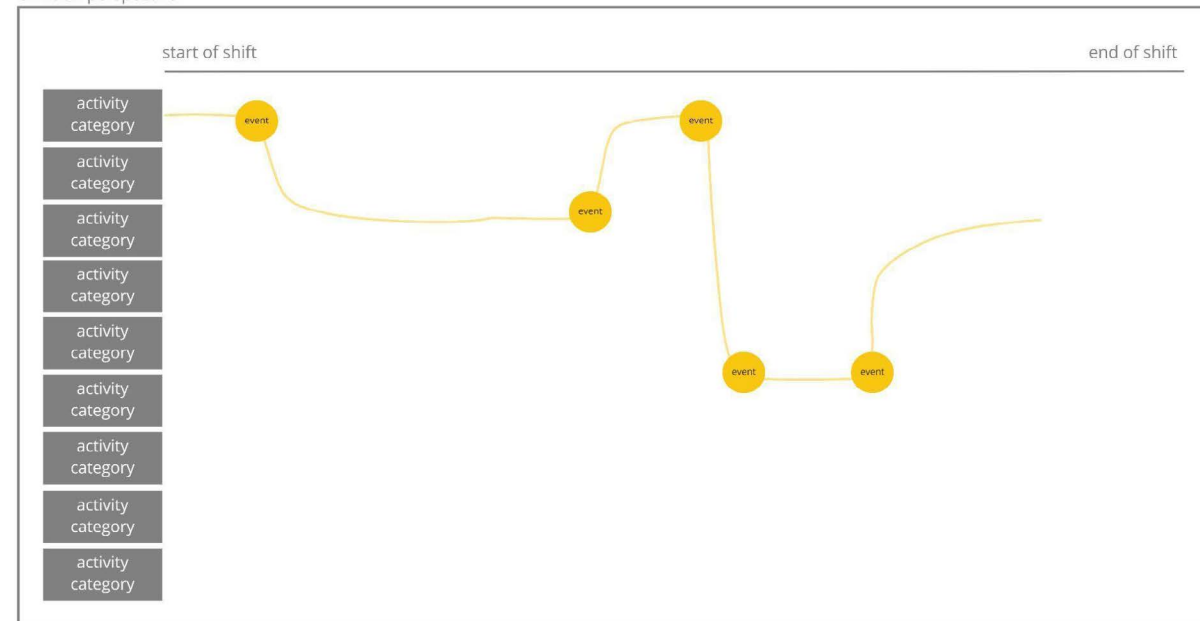 start of shift
end of shift
activity
category
event
event
activity
category
activity
category
event
activity
category
activity
category
activity
category
event
event
activity
category
activity
category
activity
category